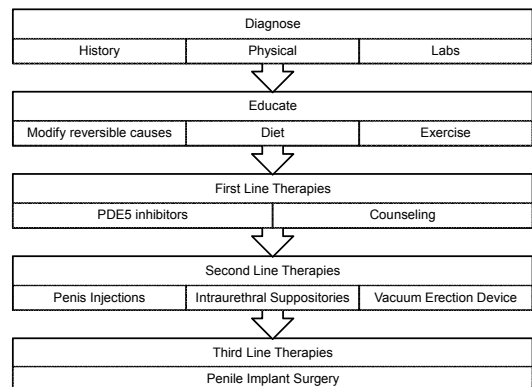 Diagnose
History Physical Labs
Educate
Modify reversible causes Diet Exercise
First Line Therapies
PDE5 inhibitors Counseling
Second Line Therapies
Penis Injections Intraurethral Suppositories Vacuum Erection Device
Third Line Therapies
Penile Implant Surgery